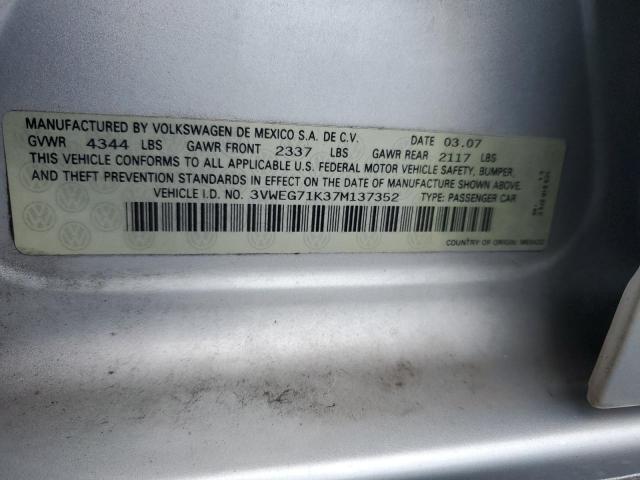 MANUFACTURED BY VOLKSWAGEN DE MEXICO S.A. DE C.V. DATE 03.07
GVWR 4344 LBS GAWR FRONT 2337 LBS GAWR REAR 2117 LBS
THIS VEHICLE CONFORMS TO ALL APPLICABLE U.S. FEDERAL MOTOR VEHICLE SAFETY, BUMPER,
AND THEFT PREVENTION STANDARDS IN EFFECT ON THE DATE OF MANUFACTURE SHOWN ABOVE.
VEHICLE I.D. NO. 3VWEG71K37M137352 TYPE: PASSENGER CAR
COUNTRY OF ORIGIN: MEXICO